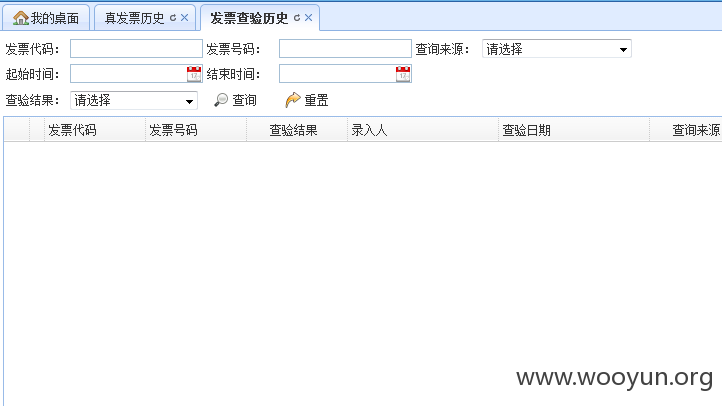 我的桌面 真发票历史 发票查验历史
发票代码： 发票号码： 查询来源： 请选择
起始时间： 17 结束时间： 17
查验结果： 请选择 查询 重置
发票代码 发票号码 查验结果 录入人 查验日期 查询来源
www.wooyun.org